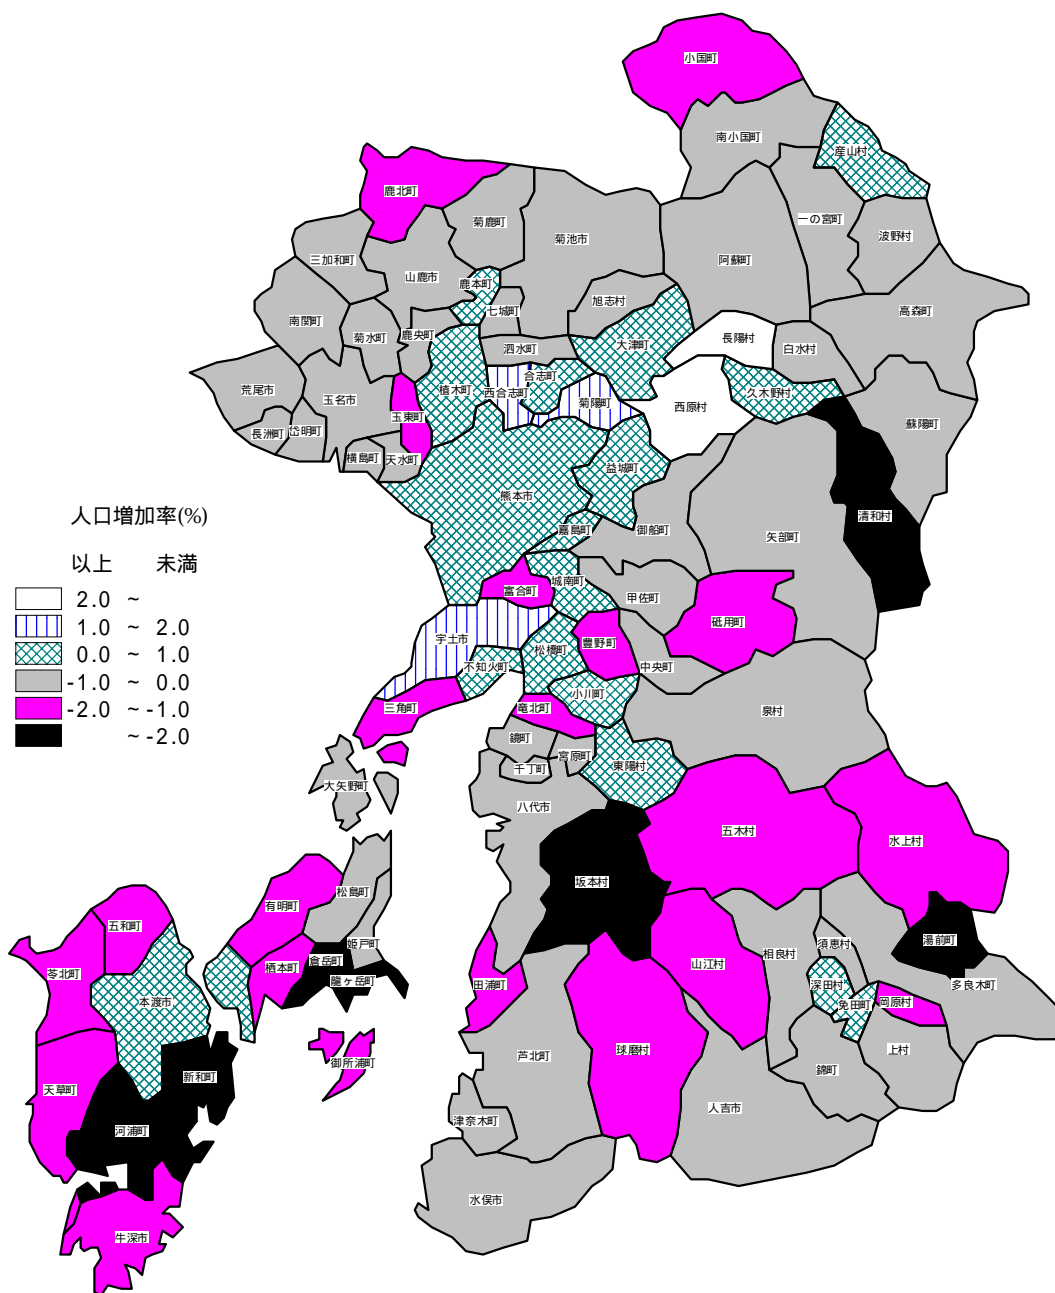 小国町
南小国町
産山村
鹿北町
菊鹿町
一の宮町
波野村
菊池市
三加和町
阿蘇町
山鹿市
鹿本町
旭志村
七城町
高森町
南関町
菊水町
鹿央町
長陽村
白水村
泗水町
大津町
合志町
荒尾市
玉名市
植木町
西合志町
久木野村
菊陽町
西原村
玉東町
蘇陽町
長洲町
岱明町
横島町
天水町
益城町
熊本市
清和村
人口増加率(%)
嘉島町
御船町
矢部町
以上 未満
城南町
2.0 ~
富合町
甲佐町
1.0 ~ 2.0
砥用町
宇土市
豊野町
0.0 ~ 1.0
松橋町
不知火町
中央町
-1.0 ~ 0.0
小川町
-2.0 ~ -1.0
三角町
竜北町
泉村
~ -2.0
鏡町
宮原町
千丁町
東陽村
大矢野町
八代市
五木村
水上村
坂本村
松島町
有明町
五和町
姫戸町
湯前町
須恵村
相良村
倉岳町
山江村
栖本町
苓北町
龍ヶ岳町
田浦町
深田村
多良木町
本渡市
免田町
岡原村
球磨村
上村
芦北町
御所浦町
錦町
新和町
天草町
人吉市
津奈木町
河浦町
水俣市
牛深市